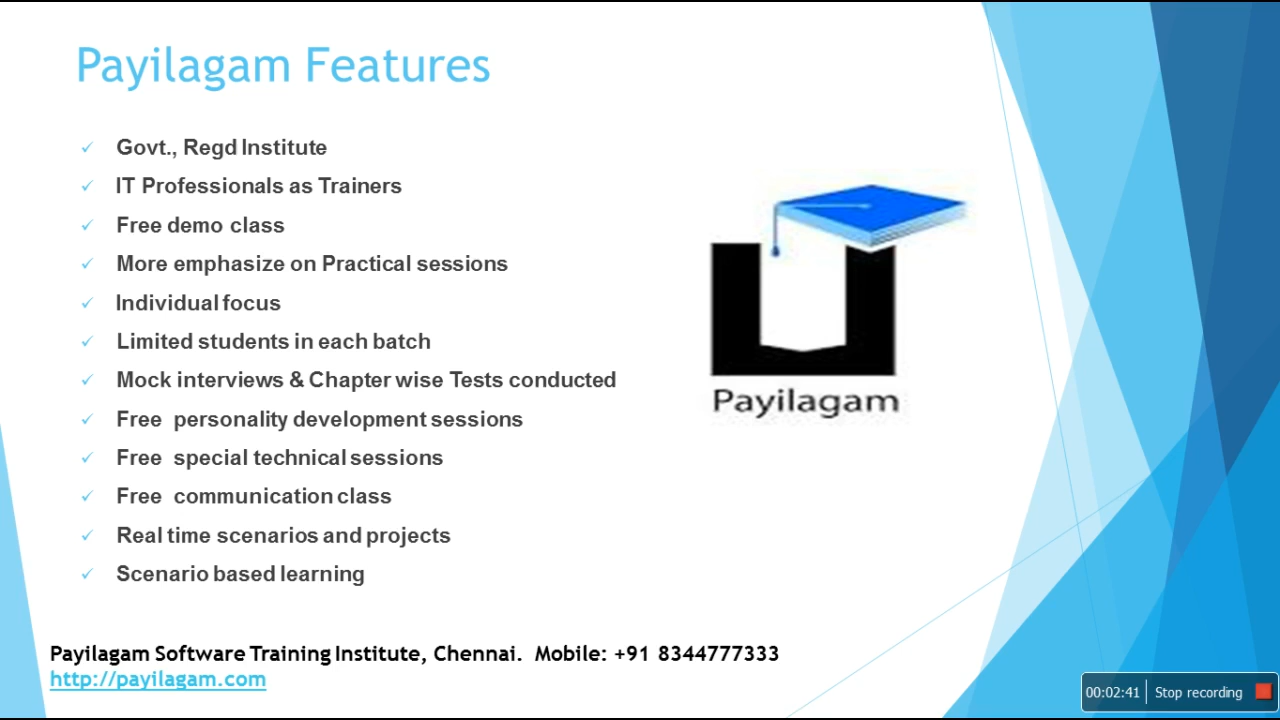 Payilagam Features
Govt., Regd Institute
IT Professionals as Trainers
Free demo class
More emphasize on Practical sessions
Individual focus
Limited students in each batch
Mock interviews & Chapter wise Tests conducted
Free personality development sessions
Free special technical sessions
Free communication class
Real time scenarios and projects
Scenario based learning
Payilagam
Payilagam Software Training Institute, Chennai. Mobile: +91 8344777333
http://payilagam.com
00:02:41 Stop recording